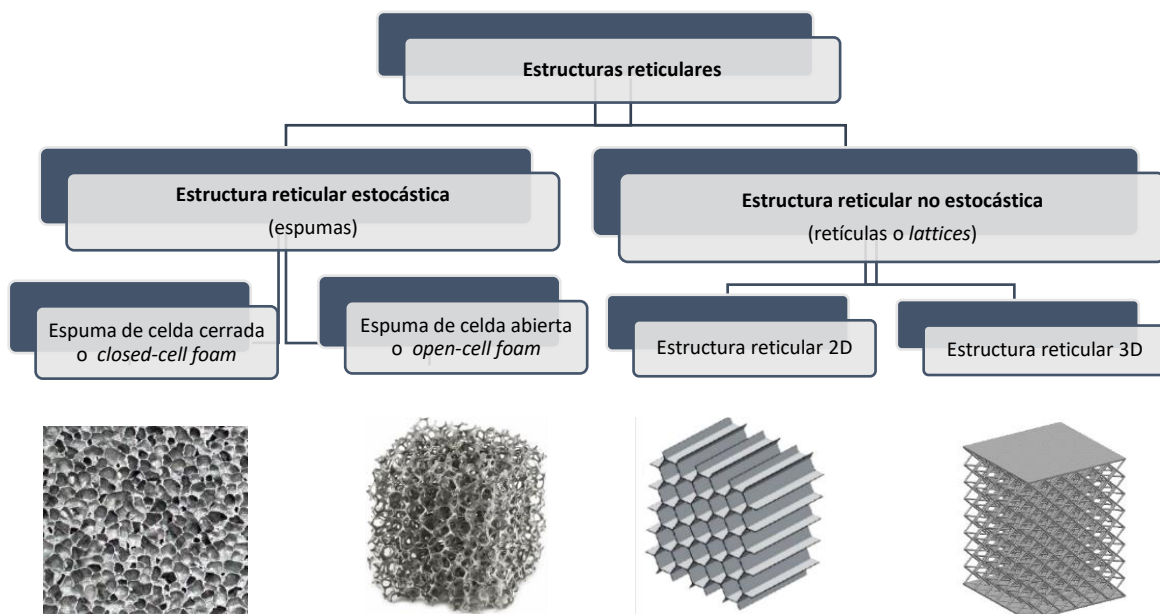 Estructuras reticulares
Estructura reticular estocástica
(espumas)
Estructura reticular no estocástica
(retículas o lattices)
Espuma de celda cerrada
o closed-cell foam
Espuma de celda abierta
o open-cell foam
Estructura reticular 2D
Estructura reticular 3D